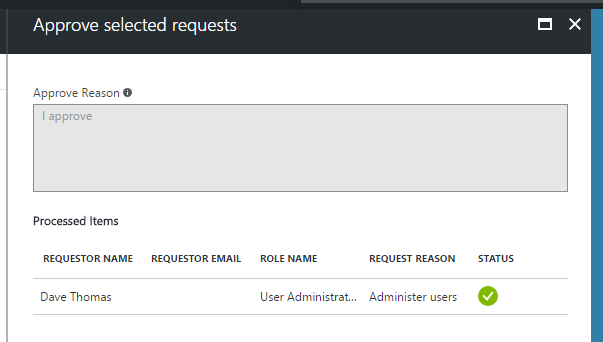 Approve selected requests
Approve Reason
I approve
Processed Items
REQUESTOR NAME REQUESTOR EMAIL ROLE NAME REQUEST REASON STATUS
Dave Thomas User Administrat... Administer users